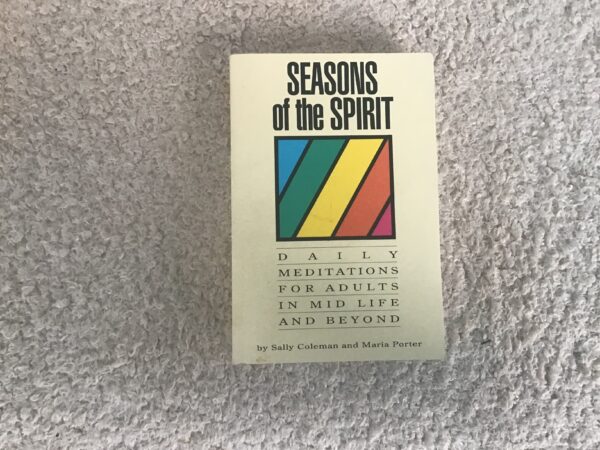 SEASONS
of the SPIRIT
DAILY
MEDITATIONS
FOR ADULTS
IN MID LIFE
AND BEYOND
by Sally Coleman and Maria Porter